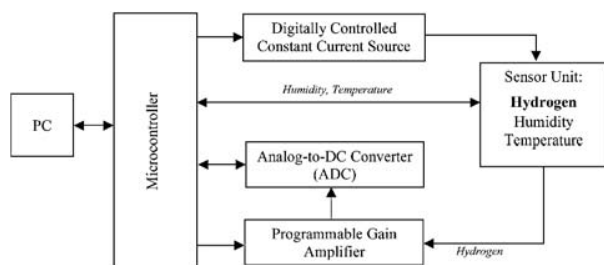 PC
Microcontroller
Digitally Controlled
Constant Current Source
Humidity, Temperature
Sensor Unit:
Hydrogen
Humidity
Temperature
Analog-to-DC Converter
(ADC)
Programmable Gain
Amplifier
Hydrogen